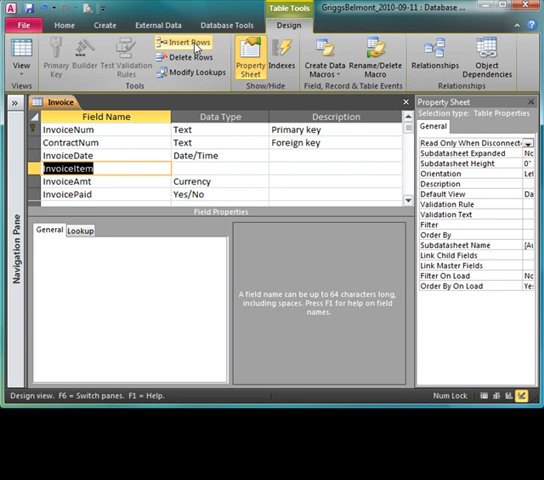 Table Tools
GriggsBelmont_2010-09-11 : Database
File Home Create External Data Database Tools Design
View
Primary Key
Builder
Test Validation Rules
Insert Rows
Delete Rows
Modify Lookups
Property Sheet
Indexes
Create Data Macros
Rename/Delete Macro
Relationships
Object Dependencies
Views Tools Show/Hide Field, Record & Table Events Relationships
Invoice
Field Name Data Type Description
InvoiceNum Text Primary key
ContractNum Text Foreign key
InvoiceDate Date/Time
InvoiceItem
InvoiceAmt Currency
InvoicePaid Yes/No
Field Properties
General Lookup
A field name can be up to 64 characters long,
including spaces. Press F1 for help on field
names.
Navigation Pane
Property Sheet
Selection type: Table Properties
General
Read Only When Disconnect
Subdatasheet Expanded No
Subdatasheet Height 0"
Orientation
Description
Default View Da
Validation Rule
Validation Text
Filter
Order By
Subdatasheet Name [Au
Link Child Fields
Link Master Fields
Filter On Load No
Order By On Load Yes
Design view. F6 = Switch panes. F1 = Help.
Num Lock